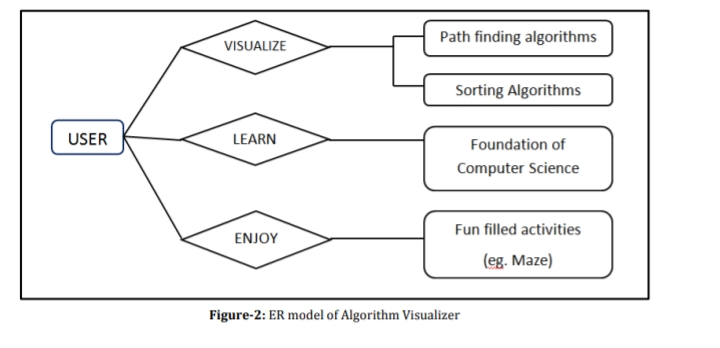 VISUALIZE
Path finding algorithms
Sorting Algorithms
USER
LEARN
Foundation of
Computer Science
ENJOY
Fun filled activities
(eg. Maze)
Figure-2: ER model of Algorithm Visualizer